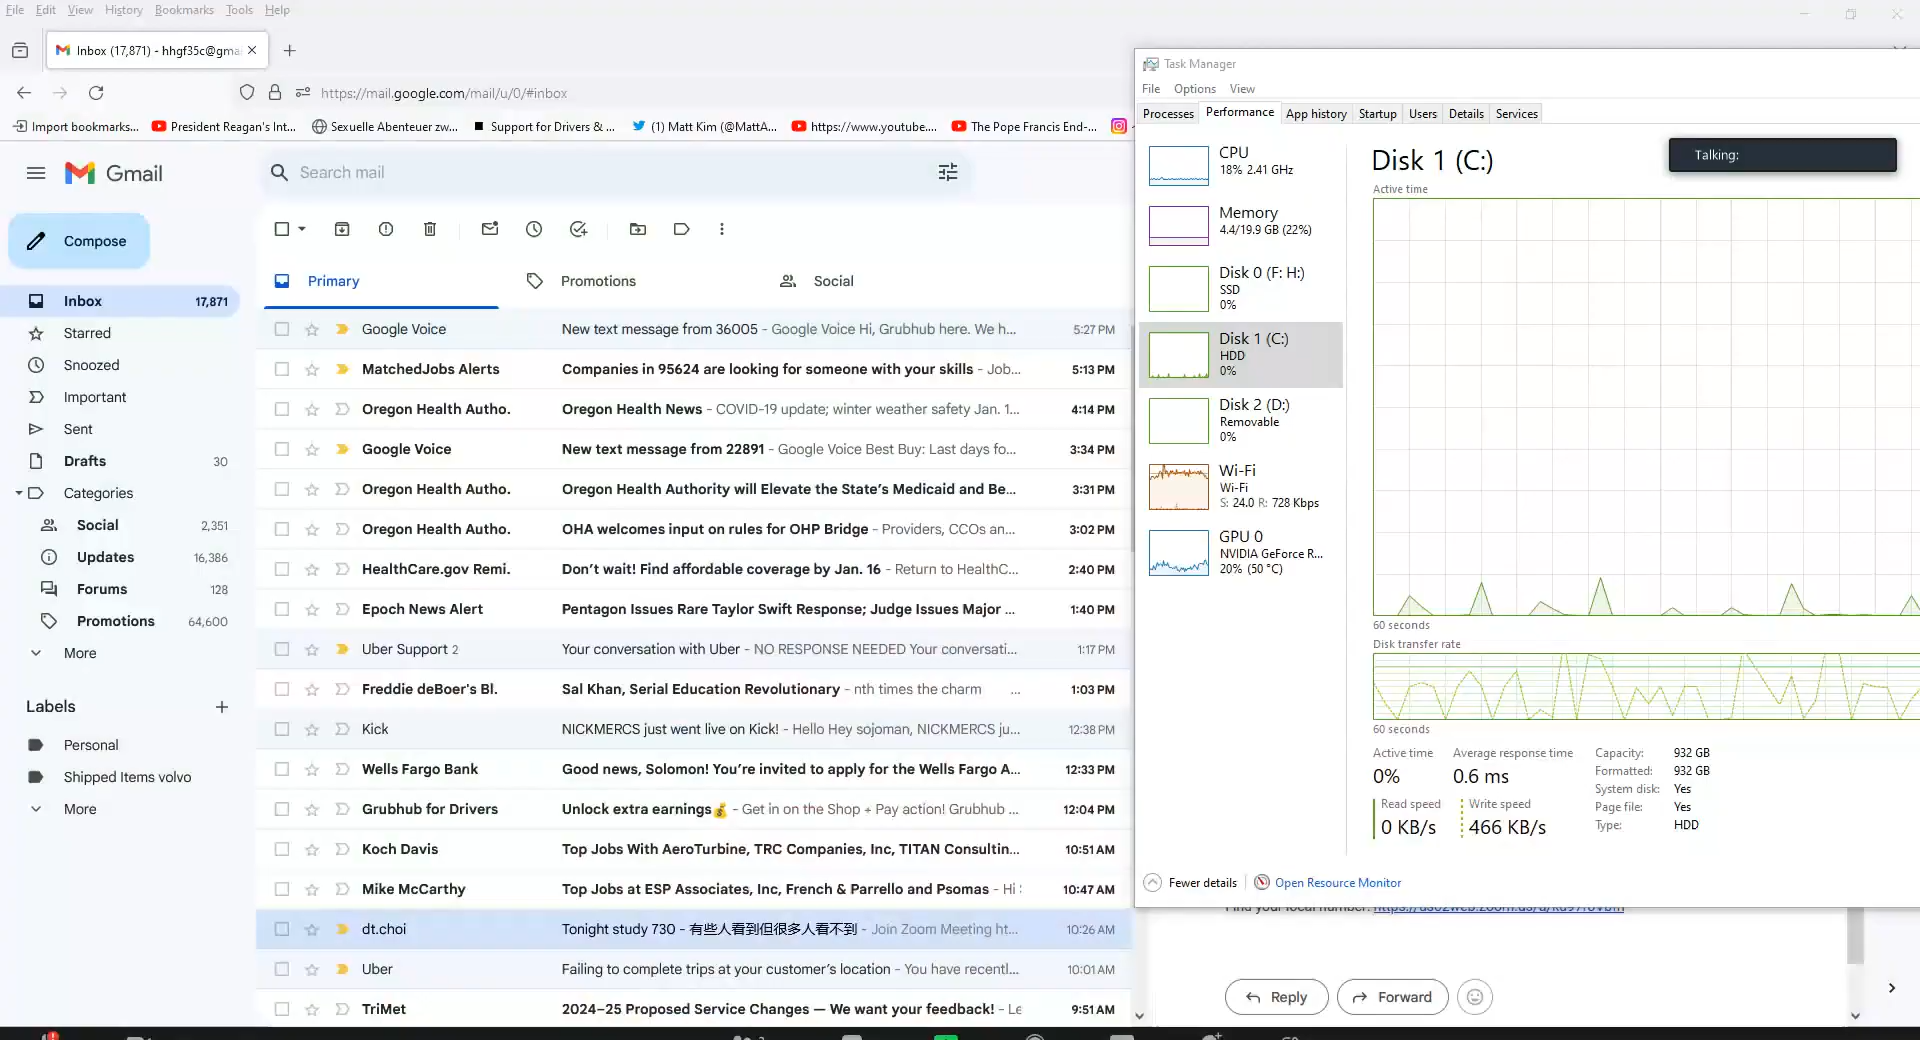 File Edit View History Bookmarks Tools Help
Inbox (17,871) - hhgf35c@gma
https://mail.google.com/mail/u/0/#inbox
Import bookmarks... President Reagan's Int... Sexuelle Abenteuer zw... Support for Drivers & ... (1) Matt Kim (@MattA... https://www.youtube.... The Pope Francis End-...
Gmail
Search mail
Compose
Inbox 17,871
Starred
Snoozed
Important
Sent
Drafts 30
Categories
Social 2,351
Updates 16,386
Forums 128
Promotions 64,600
More
Labels
Personal
Shipped Items volvo
More
Primary Promotions Social
Google Voice New text message from 36005 - Google Voice Hi, Grubhub here. We h... 5:27 PM
MatchedJobs Alerts Companies in 95624 are looking for someone with your skills - Job... 5:13 PM
Oregon Health Autho. Oregon Health News - COVID-19 update; winter weather safety Jan. 1... 4:14 PM
Google Voice New text message from 22891 - Google Voice Best Buy: Last days fo... 3:34 PM
Oregon Health Autho. Oregon Health Authority will Elevate the State's Medicaid and Be... 3:31 PM
Oregon Health Autho. OHA welcomes input on rules for OHP Bridge - Providers, CCOs an... 3:02 PM
HealthCare.gov Remi. Don't wait! Find affordable coverage by Jan. 16 - Return to HealthC... 2:40 PM
Epoch News Alert Pentagon Issues Rare Taylor Swift Response; Judge Issues Major ... 1:40 PM
Uber Support 2 Your conversation with Uber - NO RESPONSE NEEDED Your conversati... 1:17 PM
Freddie deBoer's Bl. Sal Khan, Serial Education Revolutionary - nth times the charm ... 1:03 PM
Kick NICKMERCS just went live on Kick! - Hello Hey sojoman, NICKMERCS ju... 12:38 PM
Wells Fargo Bank Good news, Solomon! You're invited to apply for the Wells Fargo A... 12:33 PM
Grubhub for Drivers Unlock extra earnings💰 - Get in on the Shop + Pay action! Grubhub ... 12:04 PM
Koch Davis Top Jobs With AeroTurbine, TRC Companies, Inc, TITAN Consultin... 10:51 AM
Mike McCarthy Top Jobs at ESP Associates, Inc, French & Parrello and Psomas - Hi 10:47 AM
dt.choi Tonight study 730 - 有些人看到但很多人看不到 - Join Zoom Meeting ht... 10:26 AM
Uber Failing to complete trips at your customer's location - You have recentl... 10:01 AM
TriMet 2024–25 Proposed Service Changes — We want your feedback! - Le 9:51 AM
Task Manager
File Options View
Processes Performance App history Startup Users Details Services
CPU
18% 2.41 GHz
Memory
4.4/19.9 GB (22%)
Disk 0 (F: H:)
SSD
0%
Disk 1 (C:)
HDD
0%
Disk 2 (D:)
Removable
0%
Wi-Fi
Wi-Fi
S: 24.0 R: 728 Kbps
GPU 0
NVIDIA GeForce R...
20% (50 °C)
Disk 1 (C:)
Talking:
Active time
60 seconds
Disk transfer rate
60 seconds
Active time Average response time
0% 0.6 ms
Read speed Write speed
0 KB/s 466 KB/s
Capacity: 932 GB
Formatted: 932 GB
System disk: Yes
Page file: Yes
Type: HDD
Fewer details Open Resource Monitor
Find your local number:
Reply Forward